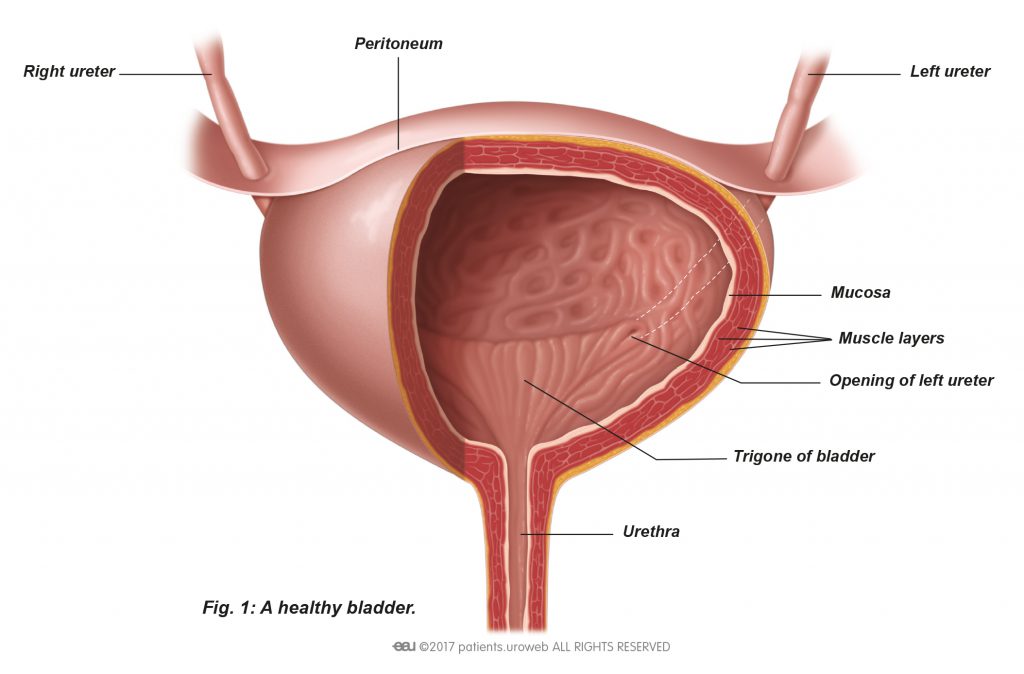 Peritoneum
Right ureter
Left ureter
Mucosa
Muscle layers
Opening of left ureter
Trigone of bladder
Urethra
Fig. 1: A healthy bladder.
eau ©2017 patients.uroweb ALL RIGHTS RESERVED